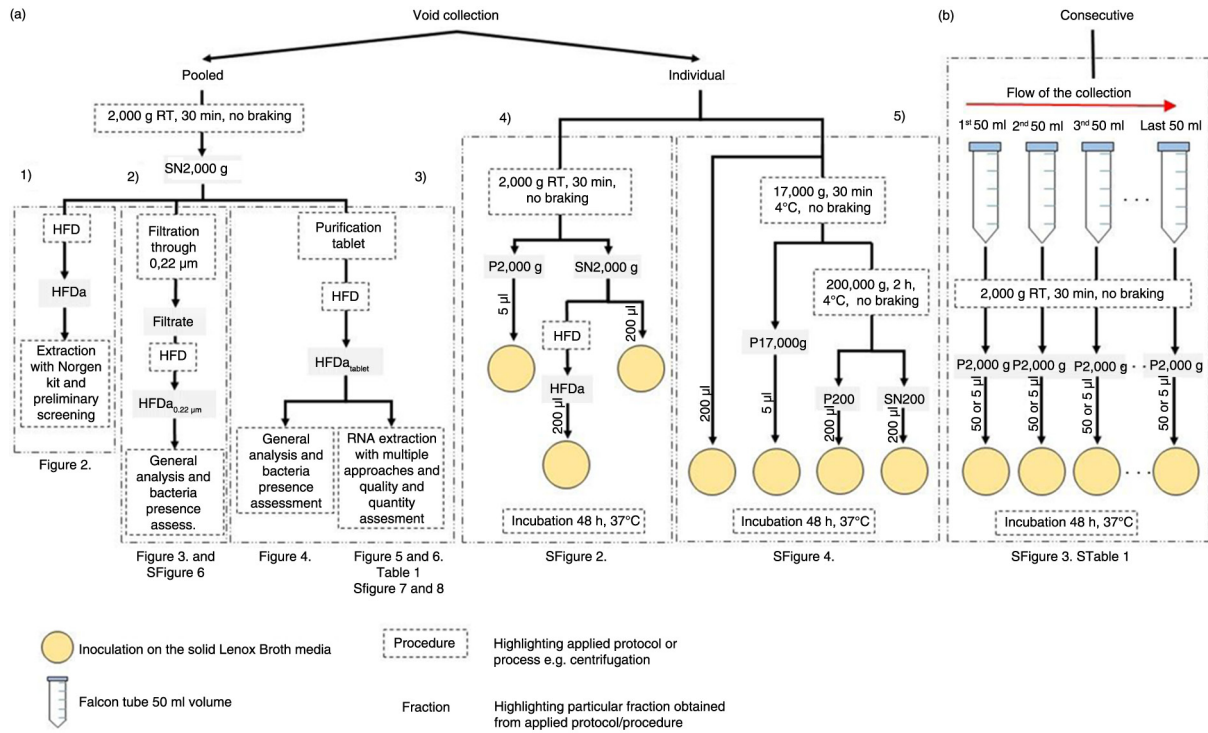 (a)
Void collection
Pooled
Individual
2,000 g RT, 30 min, no braking
SN2,000 g
1)
2)
3)
HFD
HFDa
Extraction
with Norgen
kit and
preliminary
screening
Figure 2.
Filtration
through
0,22 µm
Filtrate
HFD
HFDa0.22 µm
General
analysis and
bacteria
presence
assess.
Figure 3. and
SFigure 6
Purification
tablet
HFD
HFDatablet
General
analysis and
bacteria
presence
assessment
RNA extraction
with multiple
approaches and
quality and
quantity
assesment
Figure 4.
Figure 5 and 6.
Table 1
Sfigure 7 and 8
4)
2,000 g RT, 30 min,
no braking
P2,000 g
SN2,000 g
5 µl
HFD
200 µl
HFDa
200 µl
Incubation 48 h, 37°C
SFigure 2.
5)
17,000 g, 30 min
4°C, no braking
200,000 g, 2 h,
4°C, no braking
P17,000g
P200
SN200
200 µl
5 µl
200 µl
200 µl
Incubation 48 h, 37°C
SFigure 4.
(b)
Consecutive
Flow of the collection
1st 50 ml
2nd 50 ml
3nd 50 ml
Last 50 ml
2,000 g RT, 30 min, no braking
P2,000 g
P2,000 g
P2,000 g
P2,000 g
50 or 5 µl
50 or 5 µl
50 or 5 µl
50 or 5 µl
Incubation 48 h, 37°C
SFigure 3. STable 1
Inoculation on the solid Lenox Broth media
Falcon tube 50 ml volume
Procedure
Highlighting applied protocol or
process e.g. centrifugation
Fraction
Highlighting particular fraction obtained
from applied protocol/procedure